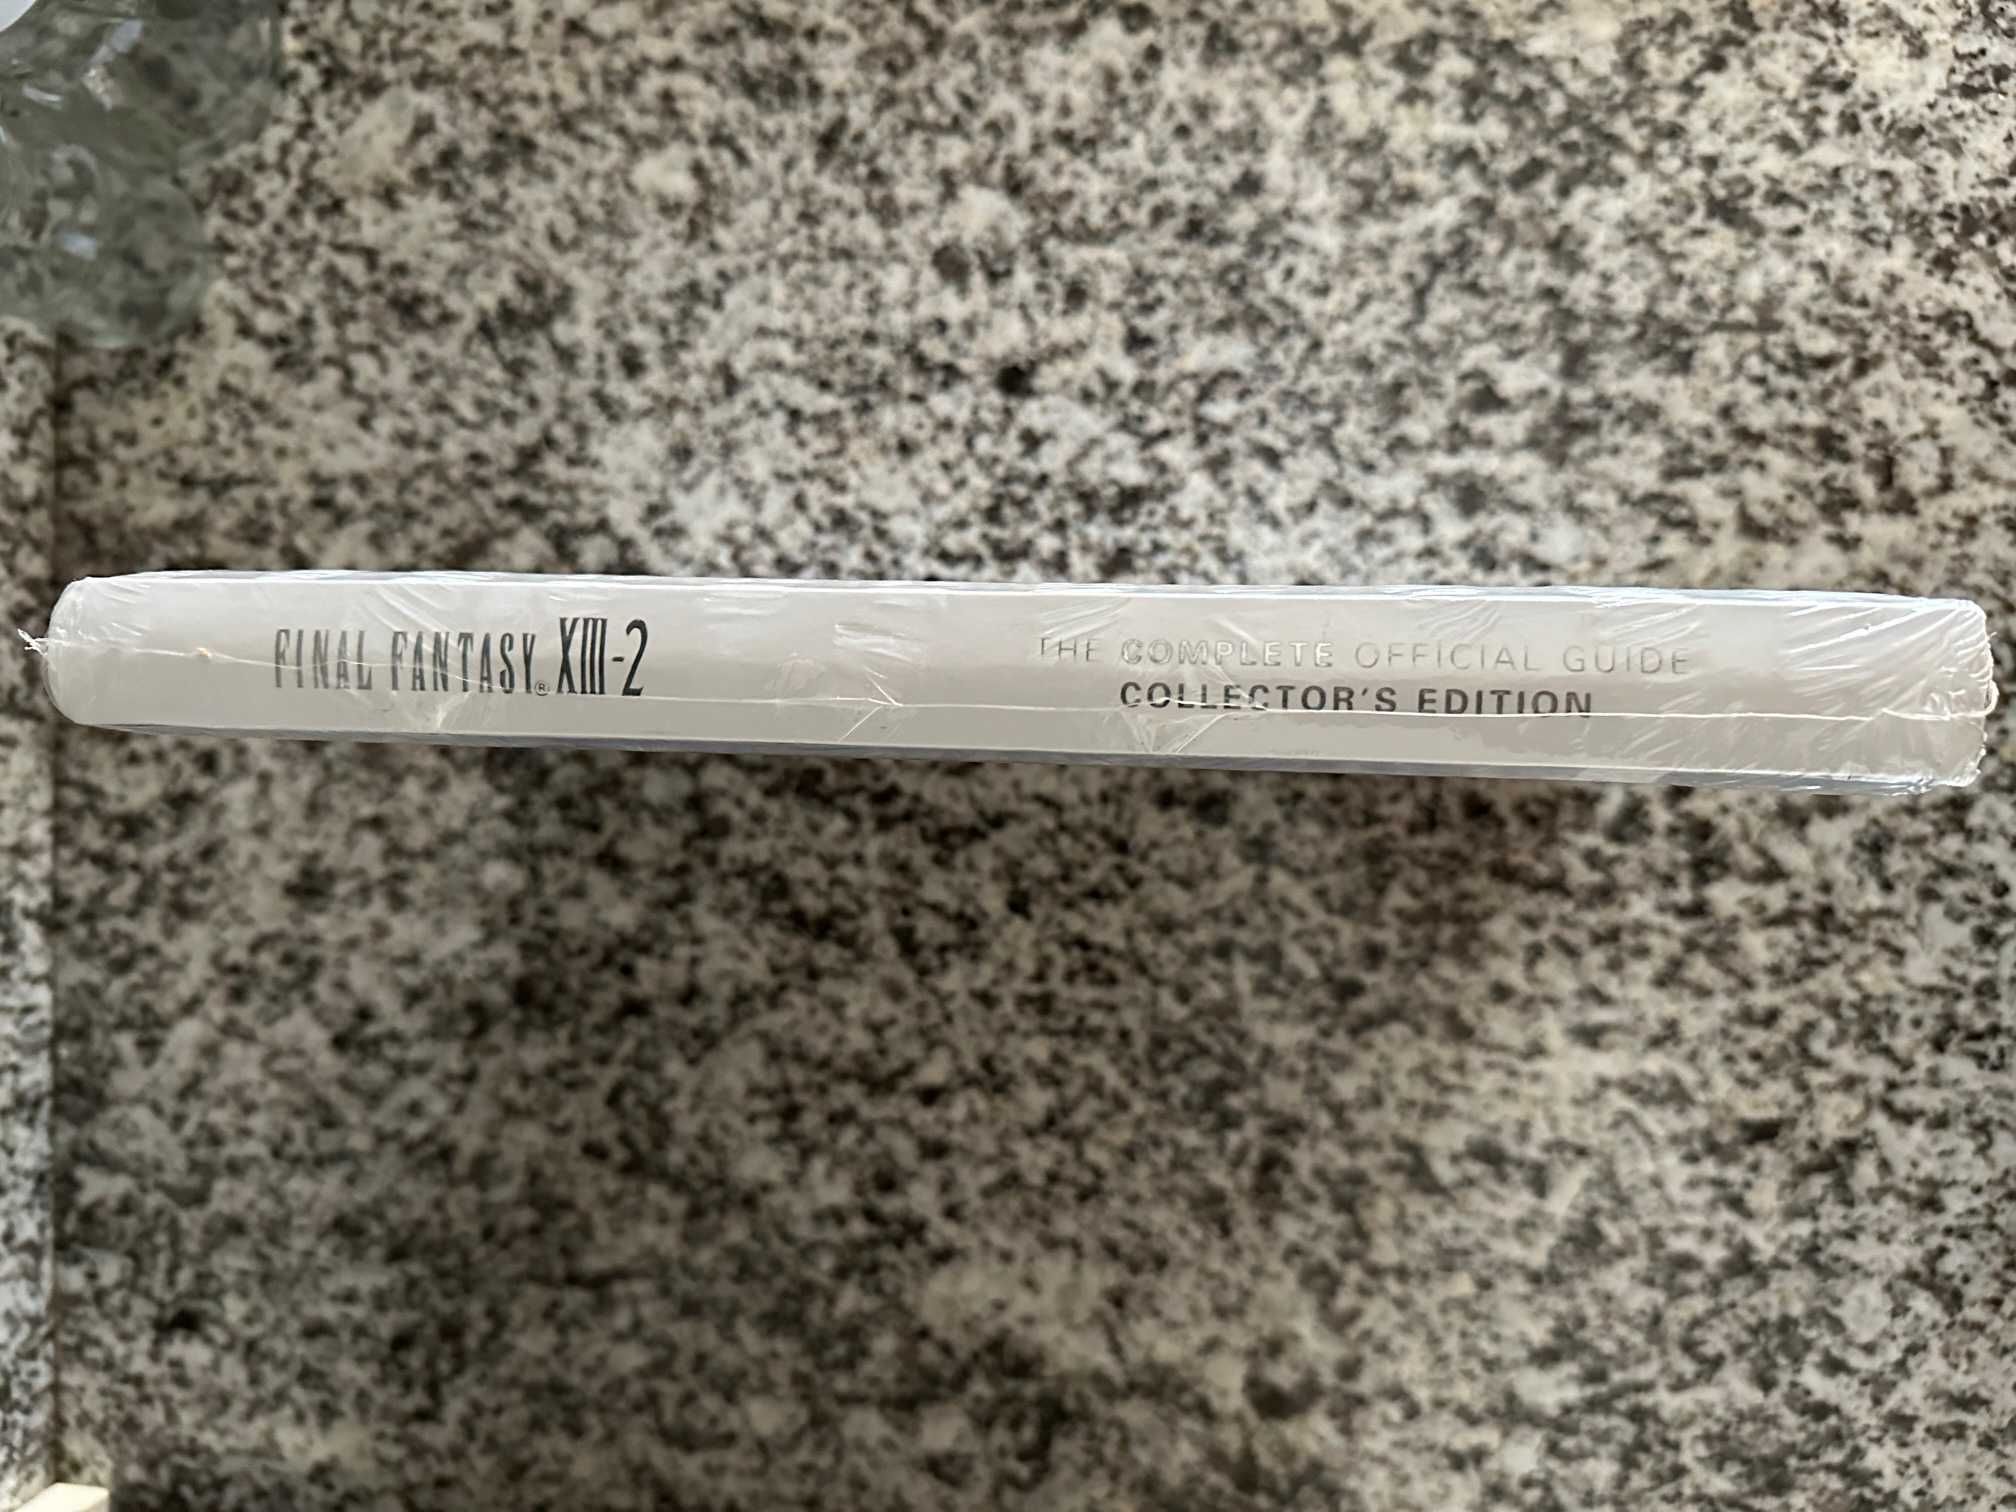 FINAL FANTASY® XIII-2
THE COMPLETE OFFICIAL GUIDE
COLLECTOR'S EDITION